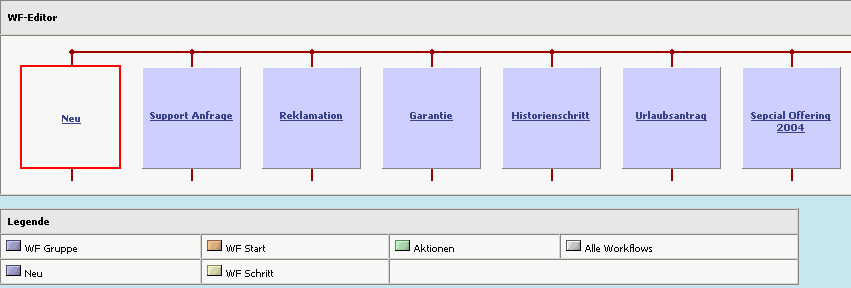 WF-Editor
Neu
Support Anfrage
Reklamation
Garantie
Historienschritt
Urlaubsantrag
Sepcial Offering
2004
Legende
WF Gruppe
WF Start
Aktionen
Alle Workflows
Neu
WF Schritt